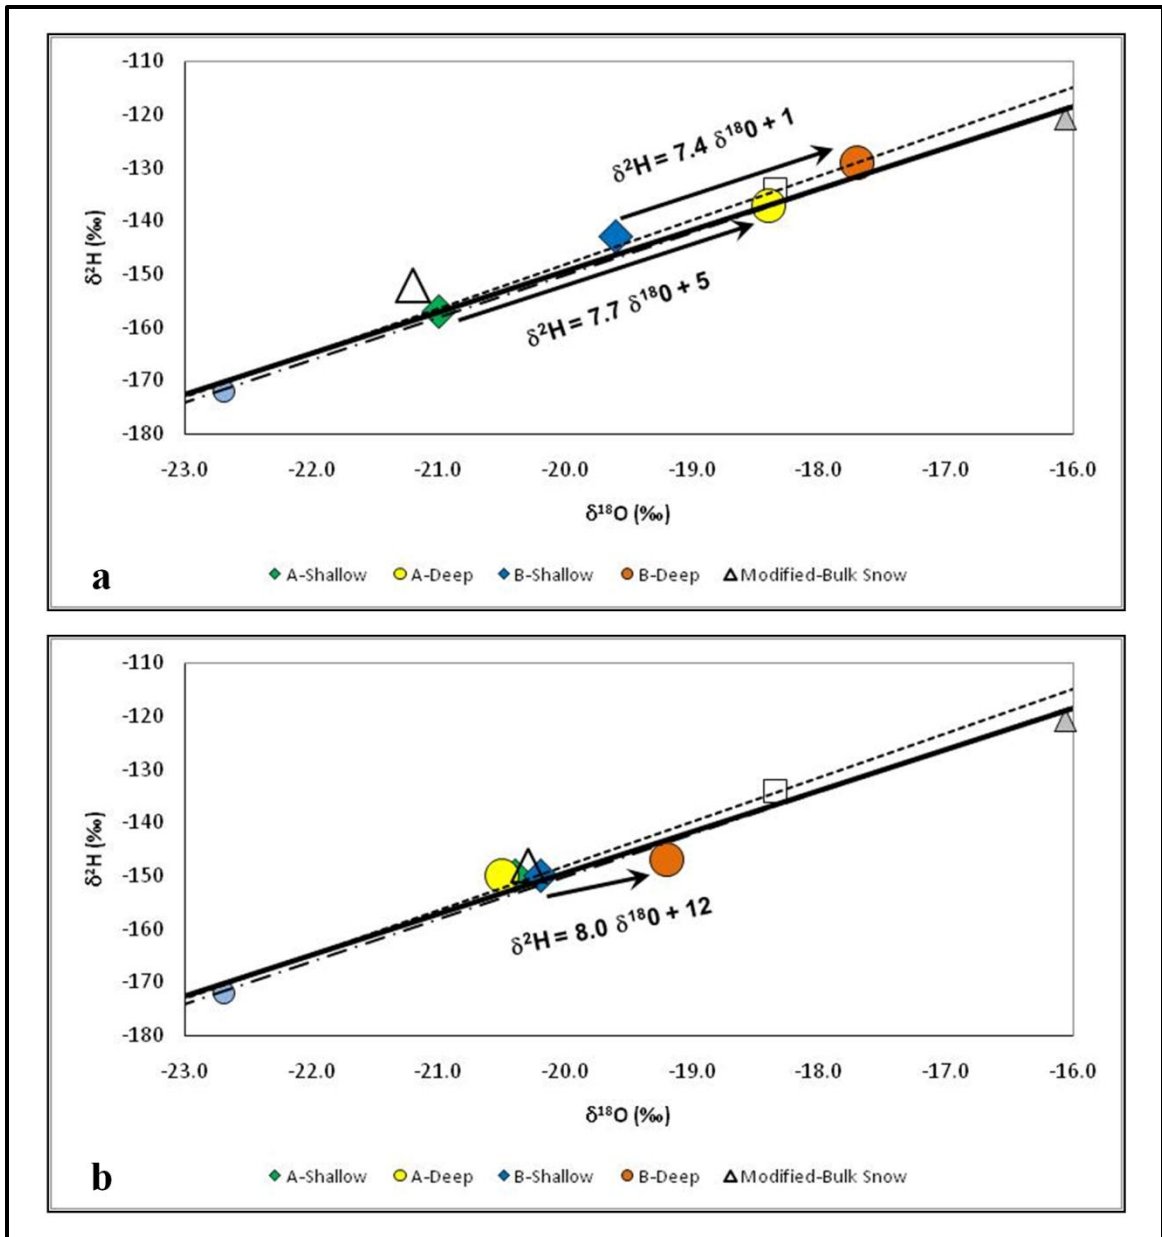 -110
-120
-130
-140
-150
-160
-170
-180
δ²H (‰)
δ²H = 7.4 δ¹⁸0 + 1
δ²H = 7.7 δ¹⁸0 + 5
-23.0 -22.0 -21.0 -20.0 -19.0 -18.0 -17.0 -16.0
δ¹⁸O (‰)
a
A-Shallow A-Deep B-Shallow B-Deep Modified-Bulk Snow
-110
-120
-130
-140
-150
-160
-170
-180
δ²H (‰)
δ²H = 8.0 δ¹⁸0 + 12
-23.0 -22.0 -21.0 -20.0 -19.0 -18.0 -17.0 -16.0
δ¹⁸O (‰)
b
A-Shallow A-Deep B-Shallow B-Deep Modified-Bulk Snow